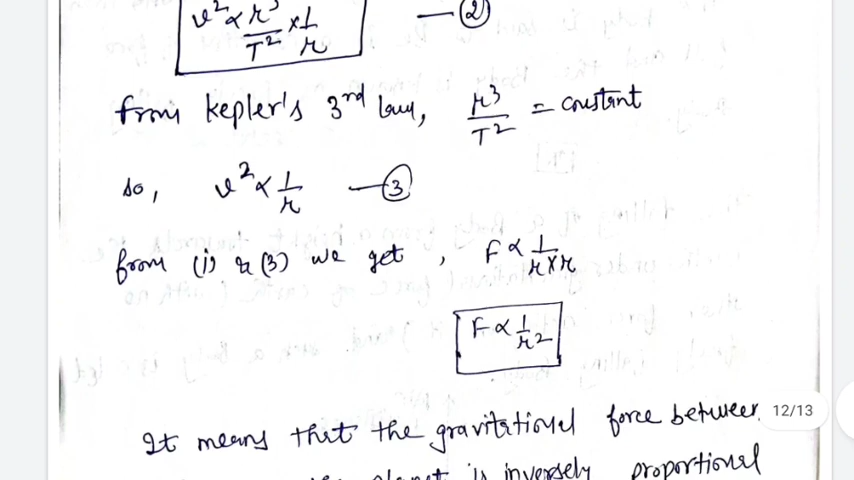 v² ∝ r³/T² × 1/r —②
from Kepler's 3rd law, r³/T² = constant
so, v² ∝ 1/r —③
from (i) & (3) we get, F ∝ 1/r×r
F ∝ 1/r²
It means that the gravitational force between
planet is inversely proportional
12/13